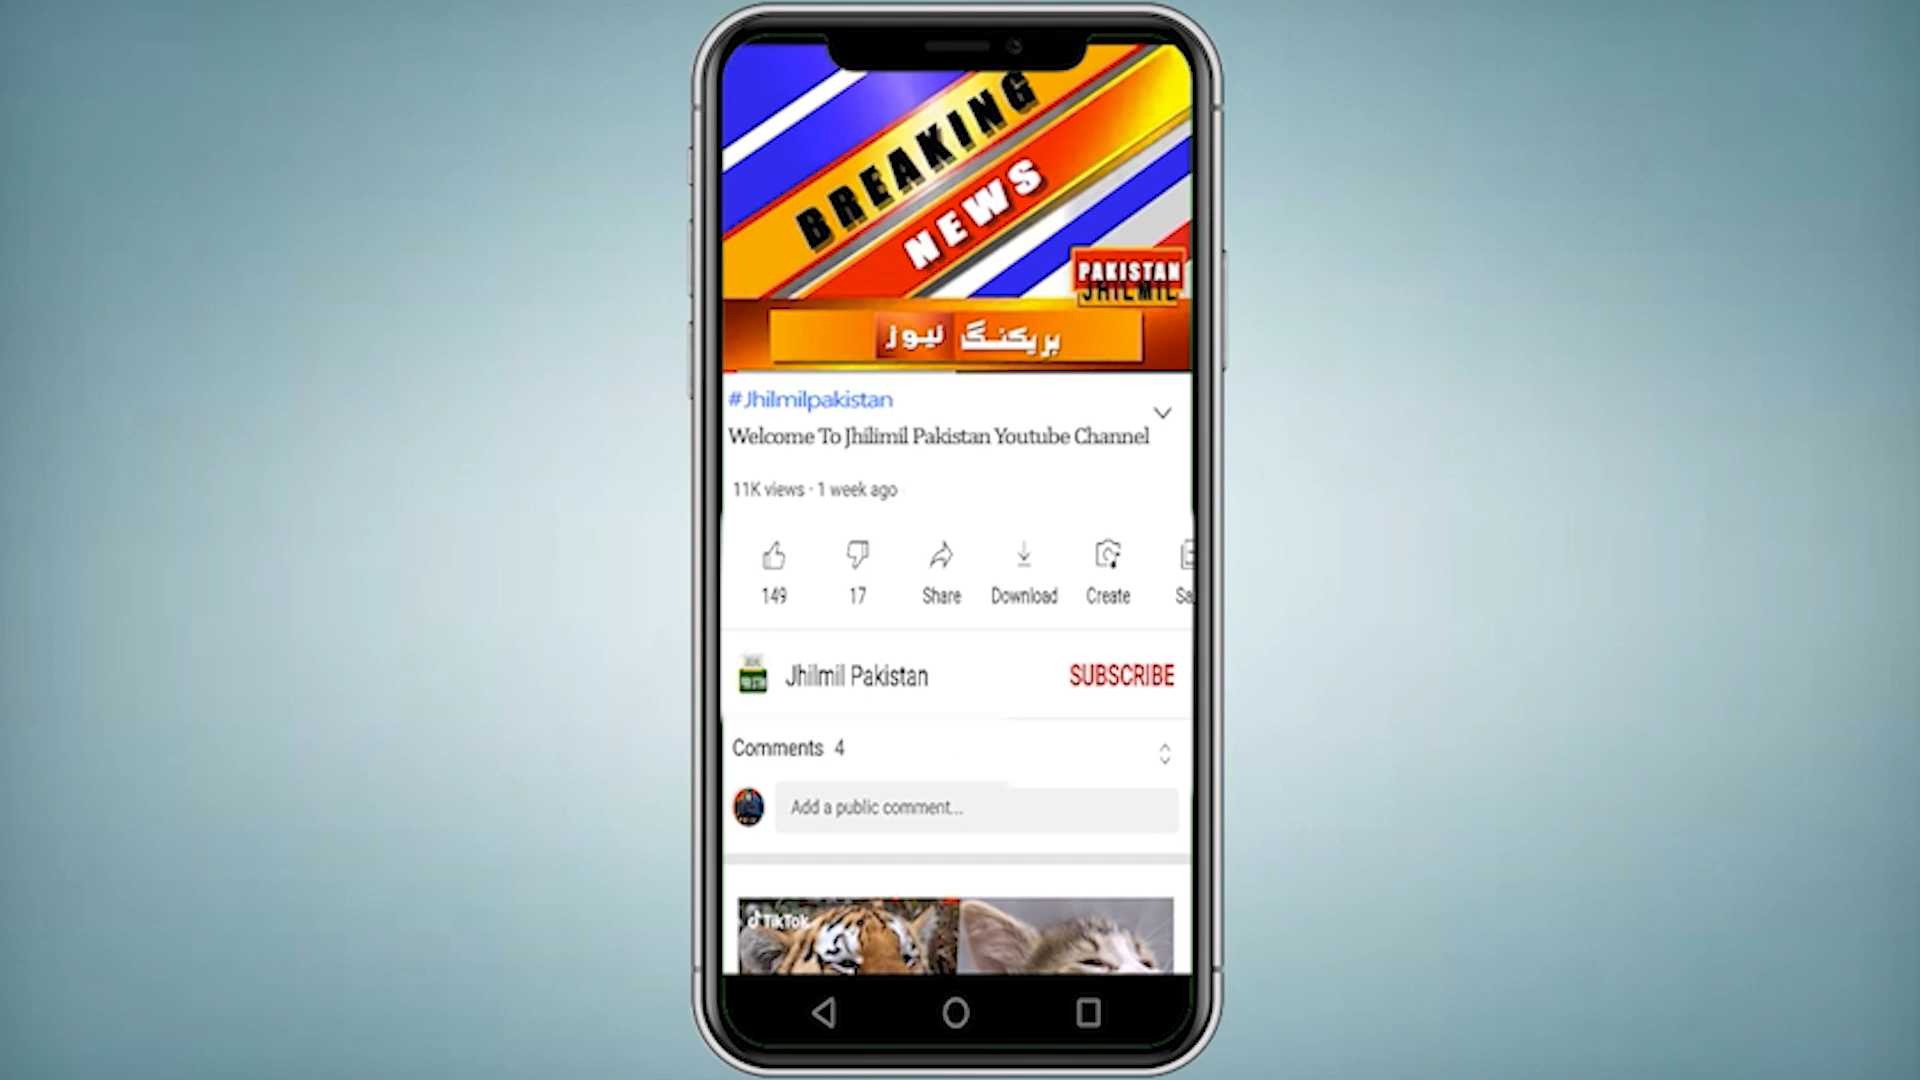 BREAKING
NEWS
PAKISTAN
JHILMIL
بریکنگ نیوز
#Jhilmilpakistan
Welcome To Jhilimil Pakistan Youtube Channel
11K views · 1 week ago
149
17
Share
Download
Create
Sa
Jhilmil Pakistan
SUBSCRIBE
Comments 4
Add a public comment...
TikTok